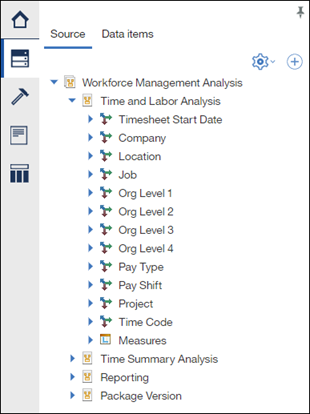 Source Data items
Workforce Management Analysis
Time and Labor Analysis
Timesheet Start Date
Company
Location
Job
Org Level 1
Org Level 2
Org Level 3
Org Level 4
Pay Type
Pay Shift
Project
Time Code
Measures
Time Summary Analysis
Reporting
Package Version